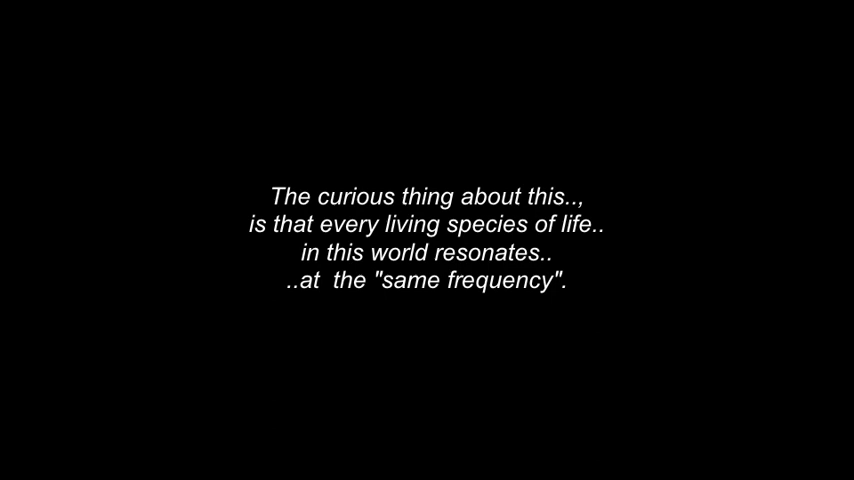 The curious thing about this..,
is that every living species of life..
in this world resonates..
..at  the "same frequency".